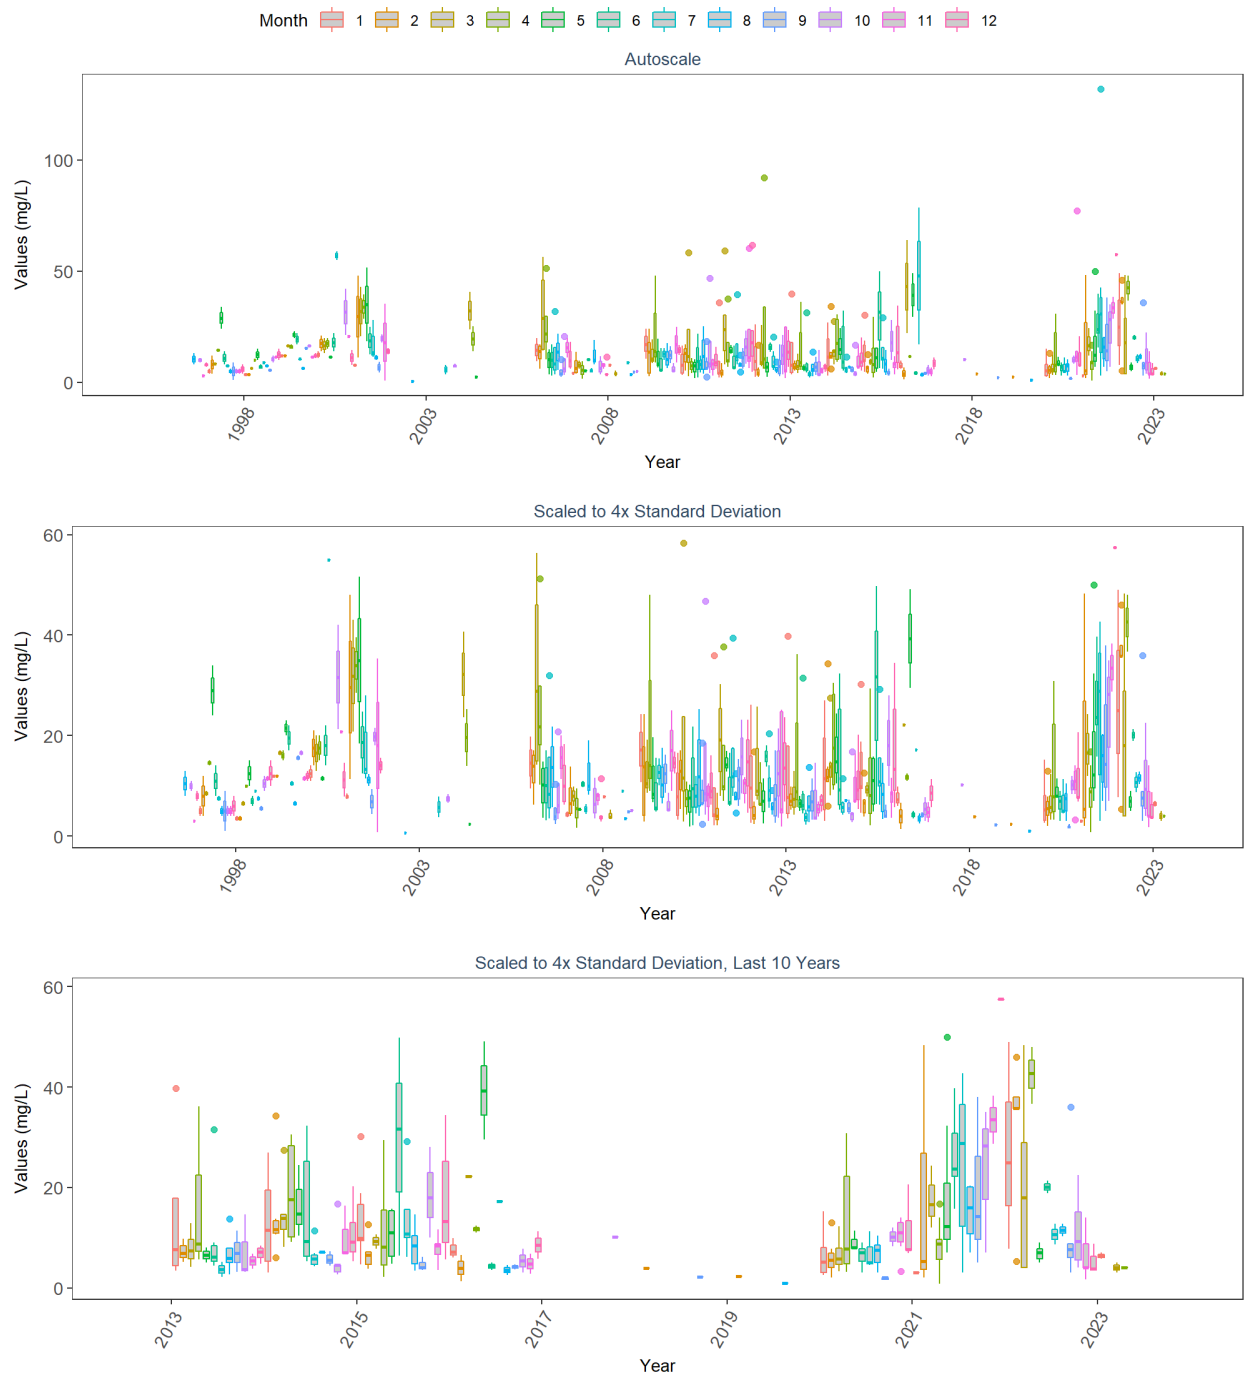 Month 1 2 3 4 5 6 7 8 9 10 11 12
Autoscale
100
50
0
Values (mg/L)
1998 2003 2008 2013 2018 2023
Year
Scaled to 4x Standard Deviation
60
40
20
0
Values (mg/L)
1998 2003 2008 2013 2018 2023
Year
Scaled to 4x Standard Deviation, Last 10 Years
60
40
20
0
Values (mg/L)
2013 2015 2017 2019 2021 2023
Year